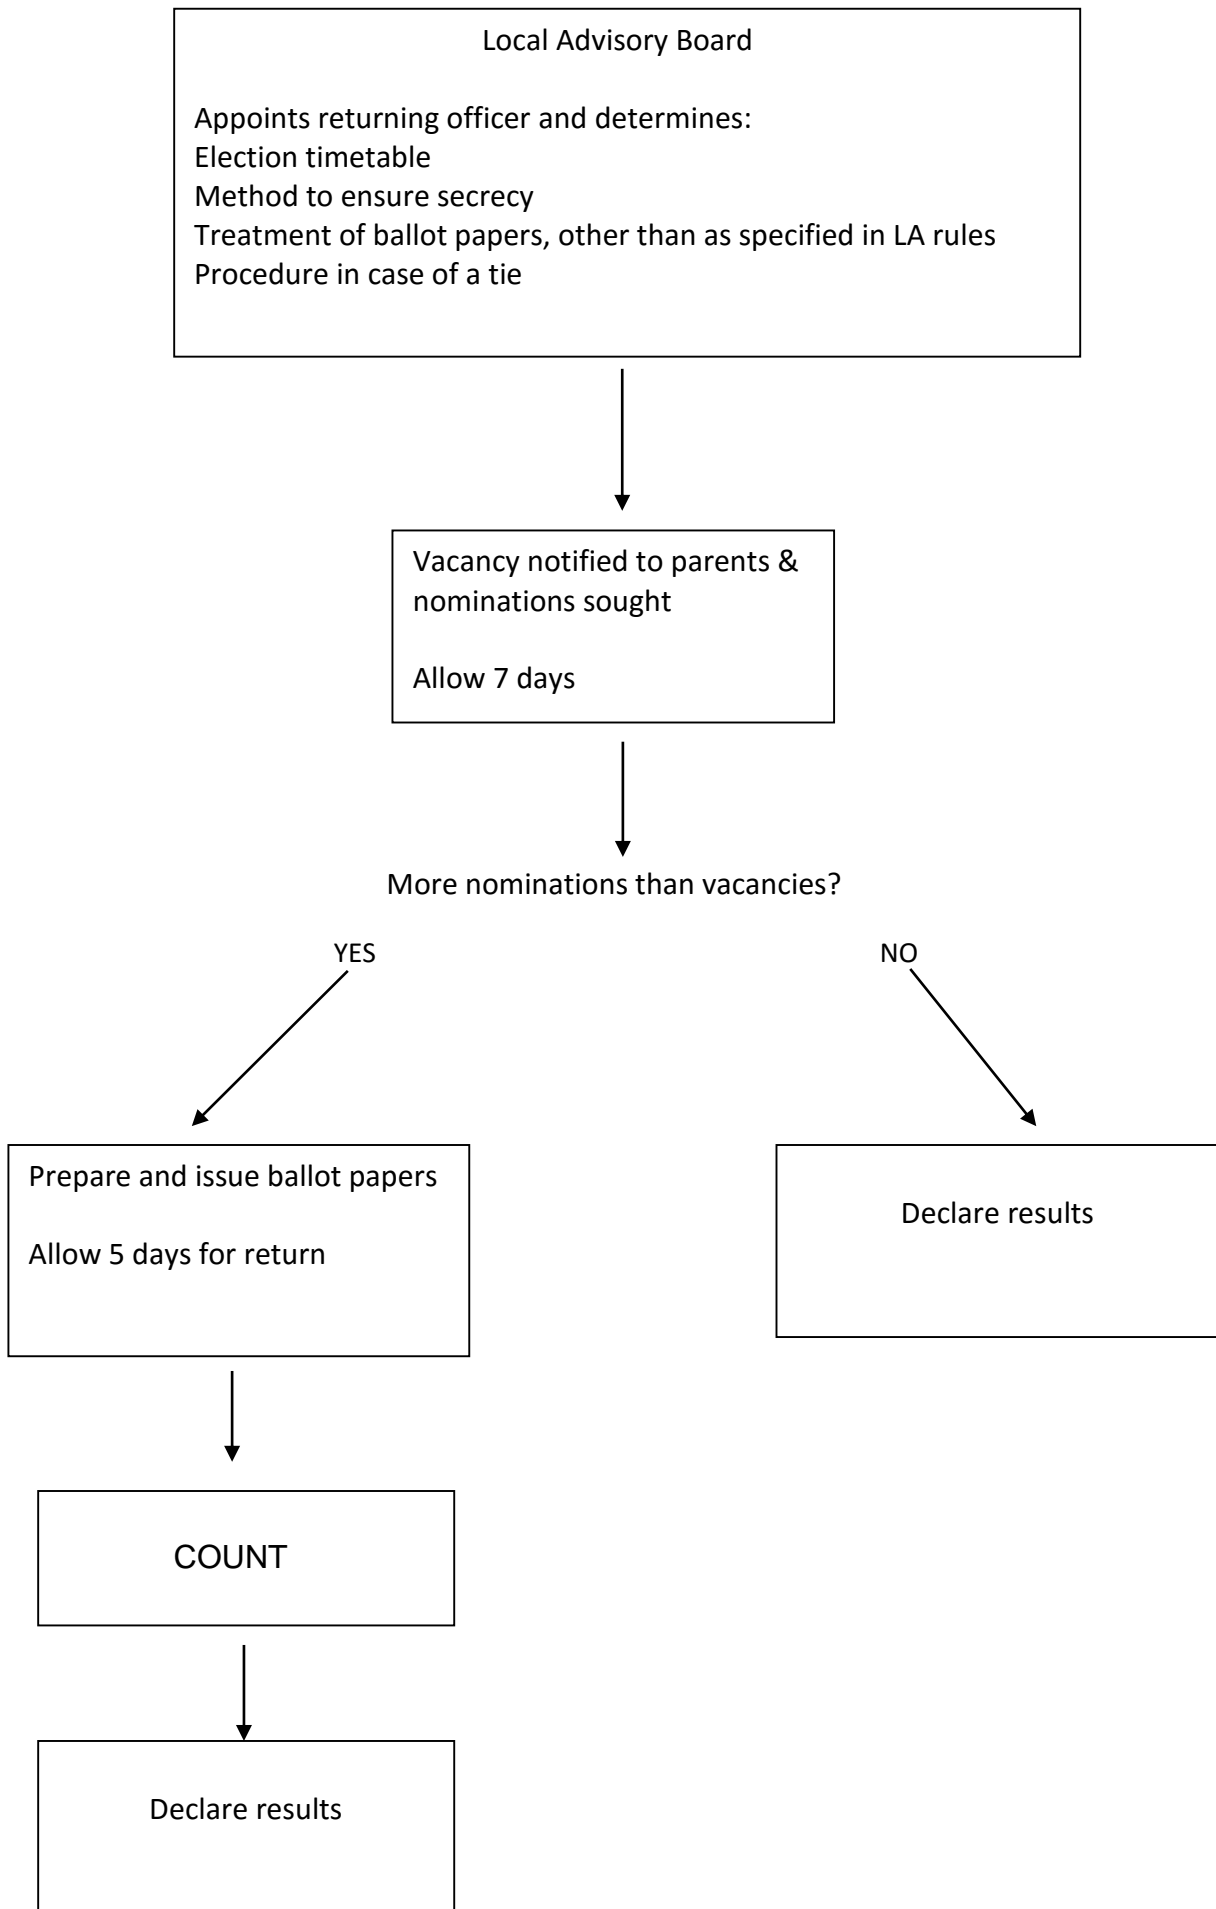 Local Advisory Board
Appoints returning officer and determines:
Election timetable
Method to ensure secrecy
Treatment of ballot papers, other than as specified in LA rules
Procedure in case of a tie
Vacancy notified to parents &
nominations sought
Allow 7 days
More nominations than vacancies?
YES
NO
Prepare and issue ballot papers
Allow 5 days for return
Declare results
COUNT
Declare results